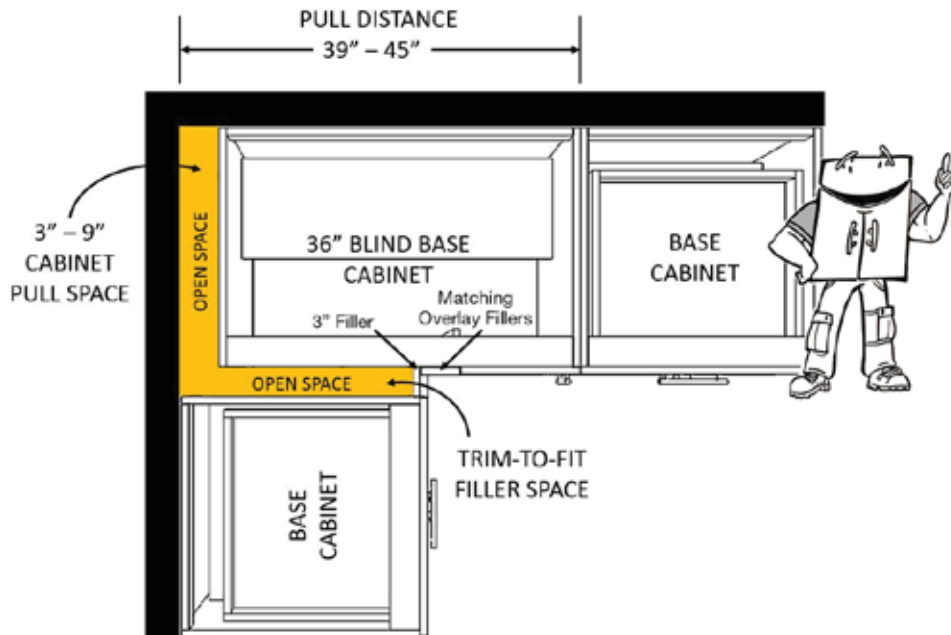 PULL DISTANCE
39” – 45”
3” – 9”
CABINET
PULL SPACE
OPEN SPACE
36” BLIND BASE
CABINET
BASE
CABINET
3” Filler
Matching
Overlay Fillers
OPEN SPACE
TRIM-TO-FIT
FILLER SPACE
BASE
CABINET